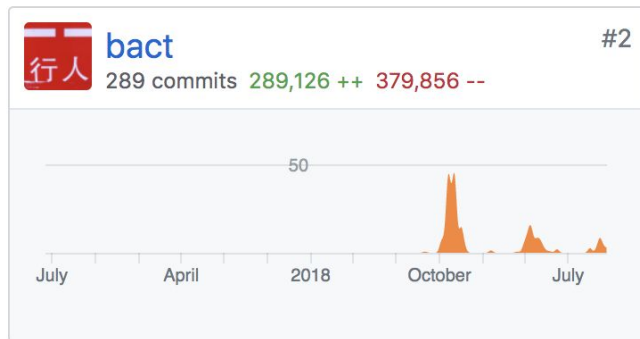 行人
bact
#2
289 commits 289,126 ++ 379,856 --
50
July April 2018 October July